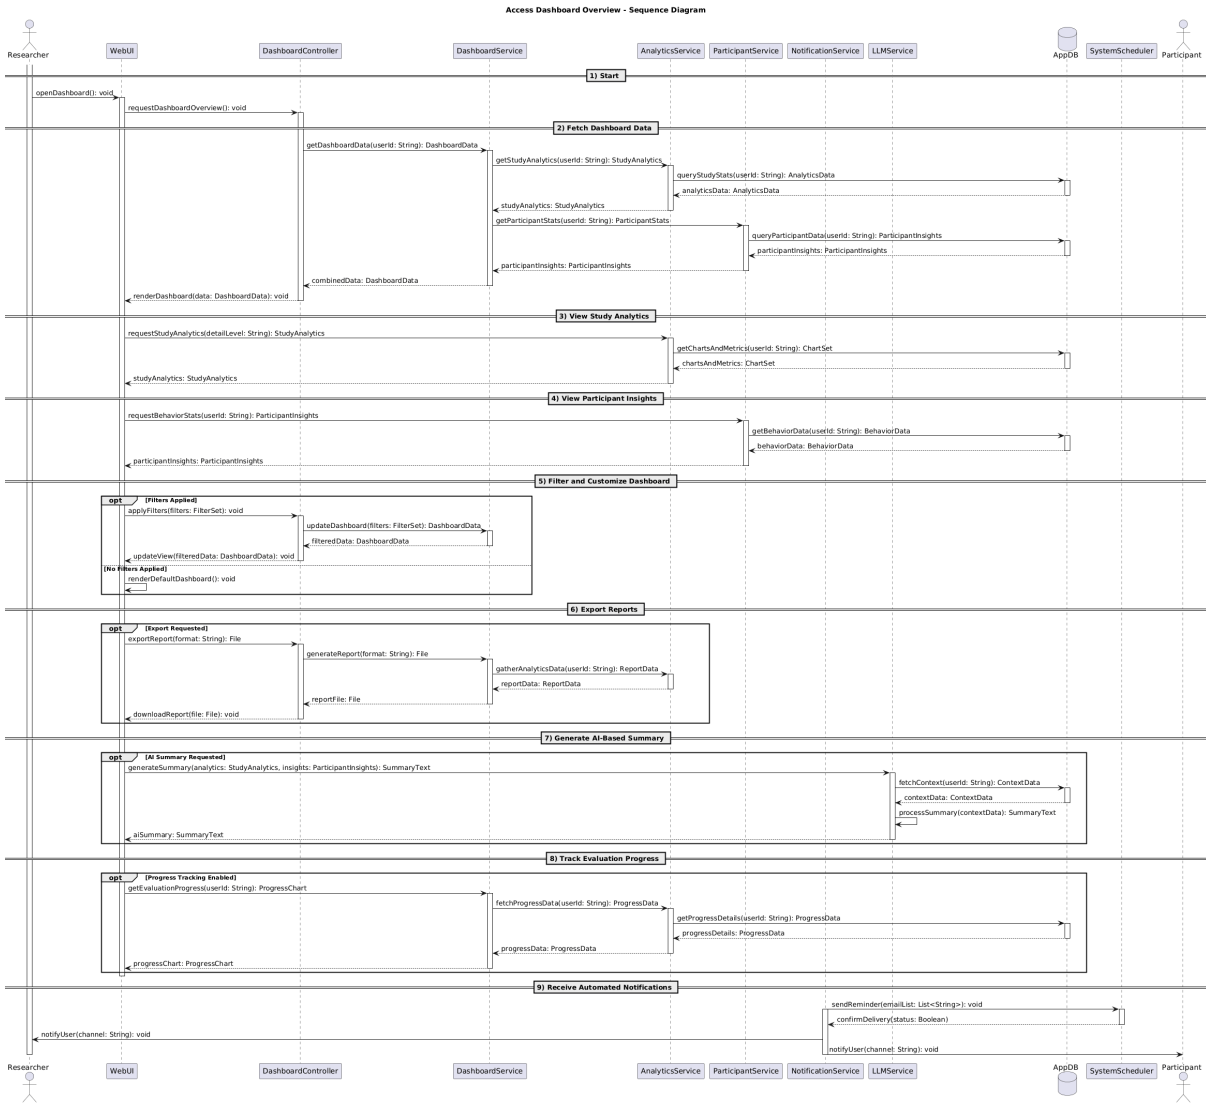 Access Dashboard Overview - Sequence Diagram
Researcher
WebUI
DashboardController
DashboardService
AnalyticsService
ParticipantService
NotificationService
LLMService
AppDB
SystemScheduler
Participant
1) Start
openDashboard(): void
requestDashboardOverview(): void
2) Fetch Dashboard Data
getDashboardData(userId: String): DashboardData
getStudyAnalytics(userId: String): StudyAnalytics
queryStudyStats(userId: String): AnalyticsData
analyticsData: AnalyticsData
studyAnalytics: StudyAnalytics
getParticipantStats(userId: String): ParticipantStats
queryParticipantData(userId: String): ParticipantInsights
participantInsights: ParticipantInsights
participantInsights: ParticipantInsights
combinedData: DashboardData
renderDashboard(data: DashboardData): void
3) View Study Analytics
requestStudyAnalytics(detailLevel: String): StudyAnalytics
getChartsAndMetrics(userId: String): ChartSet
chartsAndMetrics: ChartSet
studyAnalytics: StudyAnalytics
4) View Participant Insights
requestBehaviorStats(userId: String): ParticipantInsights
getBehaviorData(userId: String): BehaviorData
behaviorData: BehaviorData
participantInsights: ParticipantInsights
5) Filter and Customize Dashboard
opt [Filters Applied]
applyFilters(filters: FilterSet): void
updateDashboard(filters: FilterSet): DashboardData
filteredData: DashboardData
updateView(filteredData: DashboardData): void
[No Filters Applied]
renderDefaultDashboard(): void
6) Export Reports
opt [Export Requested]
exportReport(format: String): File
generateReport(format: String): File
gatherAnalyticsData(userId: String): ReportData
reportData: ReportData
reportFile: File
downloadReport(file: File): void
7) Generate AI-Based Summary
opt [AI Summary Requested]
generateSummary(analytics: StudyAnalytics, insights: ParticipantInsights): SummaryText
fetchContext(userId: String): ContextData
contextData: ContextData
processSummary(contextData): SummaryText
aiSummary: SummaryText
8) Track Evaluation Progress
opt [Progress Tracking Enabled]
getEvaluationProgress(userId: String): ProgressChart
fetchProgressData(userId: String): ProgressData
getProgressDetails(userId: String): ProgressData
progressDetails: ProgressData
progressData: ProgressData
progressChart: ProgressChart
9) Receive Automated Notifications
sendReminder(emailList: List<String>): void
confirmDelivery(status: Boolean)
notifyUser(channel: String): void
notifyUser(channel: String): void
Researcher
WebUI
DashboardController
DashboardService
AnalyticsService
ParticipantService
NotificationService
LLMService
AppDB
SystemScheduler
Participant